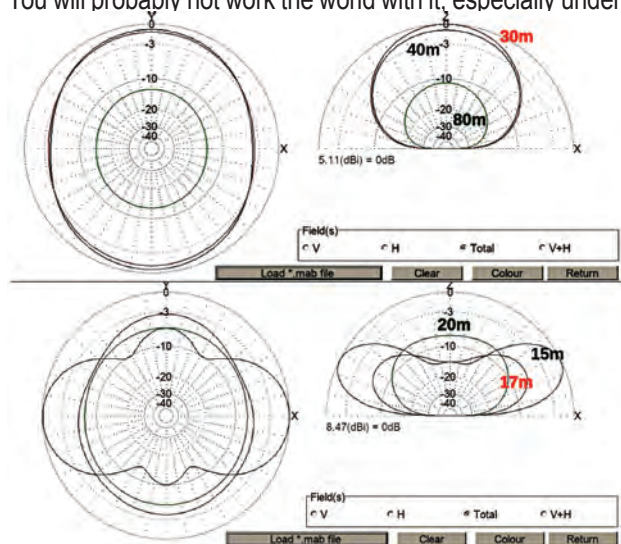 You will probably not work the world with it, especially under
Y
0
-3
-10
-20
-30
-40
X
Z
0
-3
-10
-20
-30
-40
X
40m
30m
80m
5.11(dBi) = 0dB
Field(s)
V H Total V+H
Load *.mab file Clear Colour Return
Y
0
-3
-10
-20
-30
-40
X
Z
0
-3
-10
-20
-30
-40
X
20m
15m
17m
8.47(dBi) = 0dB
Field(s)
V H Total V+H
Load *.mab file Clear Colour Return